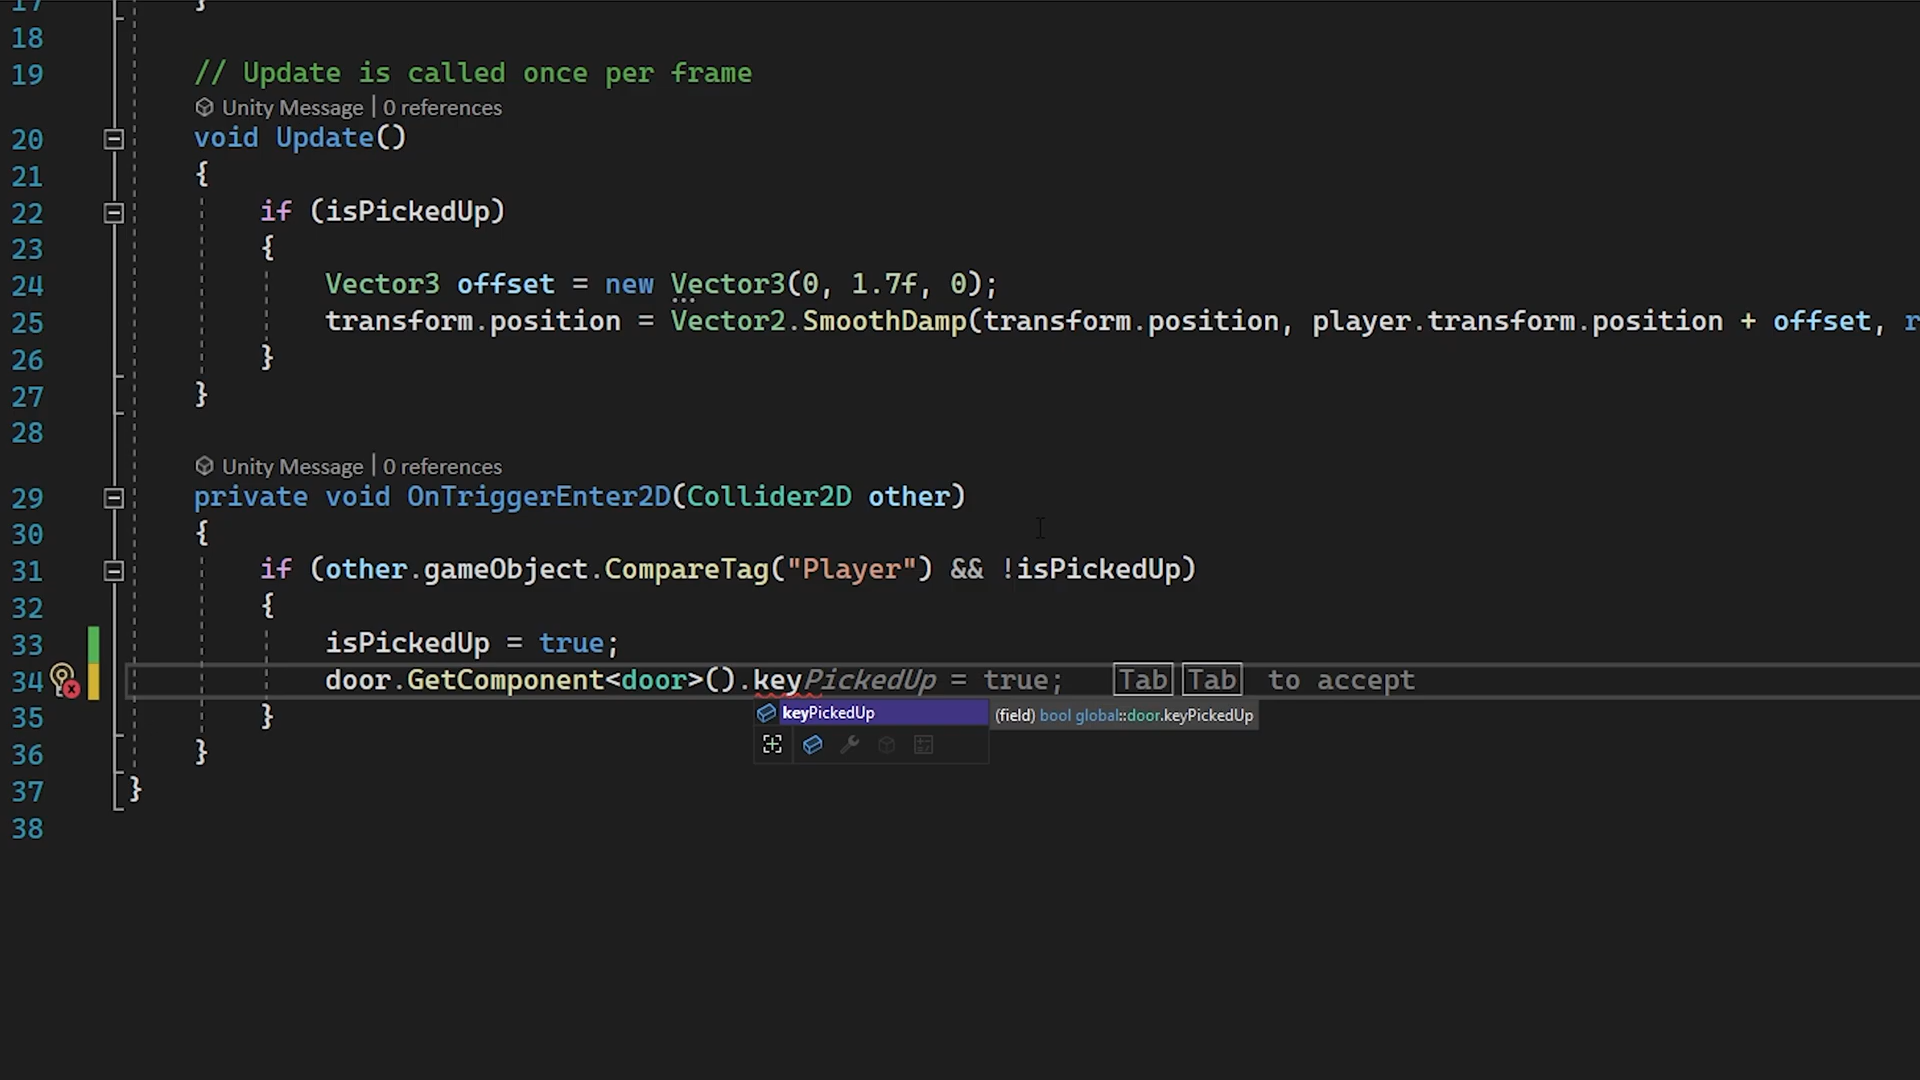 17 }
18
19 // Update is called once per frame
Unity Message | 0 references
20 void Update()
21 {
22 if (isPickedUp)
23 {
24 Vector3 offset = new Vector3(0, 1.7f, 0);
25 transform.position = Vector2.SmoothDamp(transform.position, player.transform.position + offset, r
26 }
27 }
28
Unity Message | 0 references
29 private void OnTriggerEnter2D(Collider2D other)
30 {
31 if (other.gameObject.CompareTag("Player") && !isPickedUp)
32 {
33 isPickedUp = true;
34 door.GetComponent<door>().keyPickedUp = true; Tab Tab to accept
keyPickedUp (field) bool global::door.keyPickedUp
35 }
36 }
37 }
38